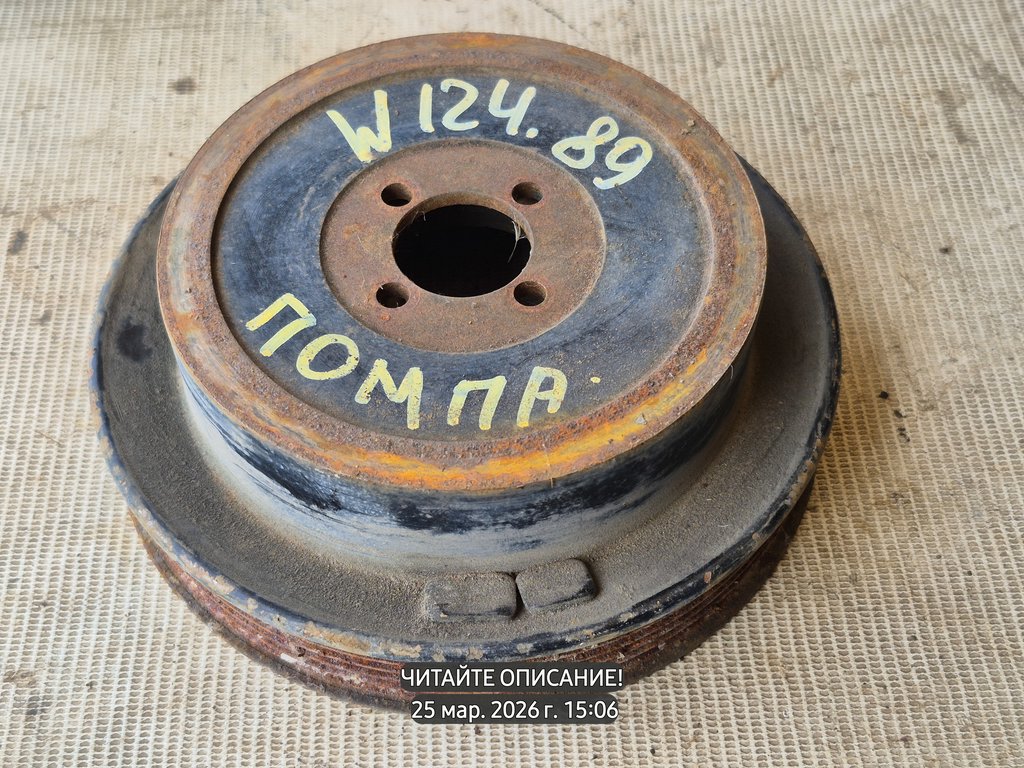 W124. 89
ПОМПА
ЧИТАЙТЕ ОПИСАНИЕ!
25 мар. 2026 г. 15:06